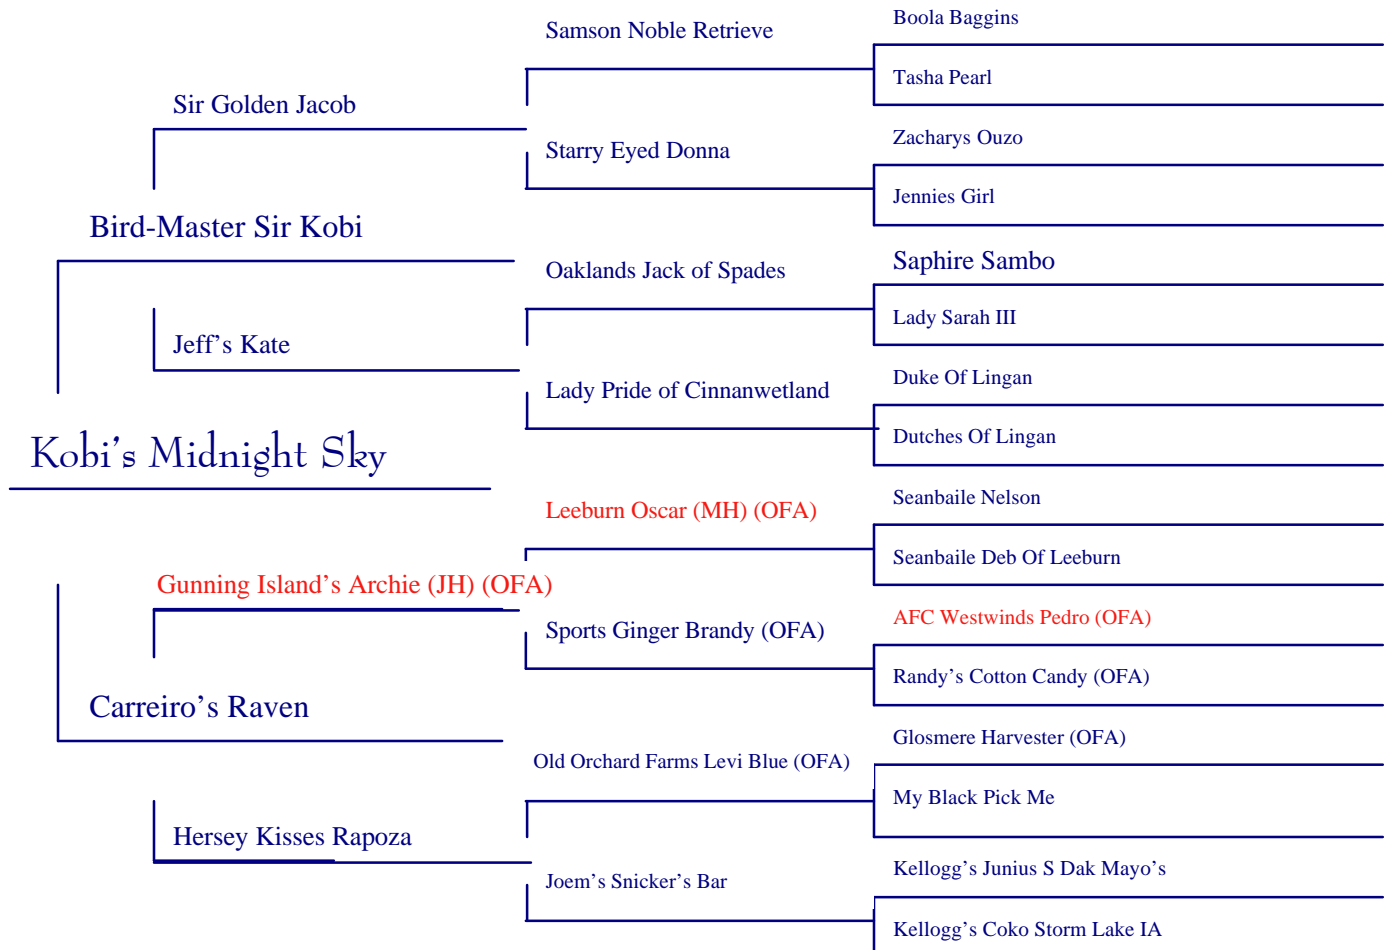 Boola Baggins
Samson Noble Retrieve
Tasha Pearl
Sir Golden Jacob
Zacharys Ouzo
Starry Eyed Donna
Jennies Girl
Bird-Master Sir Kobi
Saphire Sambo
Oaklands Jack of Spades
Lady Sarah III
Jeff’s Kate
Duke Of Lingan
Lady Pride of Cinnanwetland
Dutches Of Lingan
Kobi’s Midnight Sky
Seanbaile Nelson
Leeburn Oscar (MH) (OFA)
Seanbaile Deb Of Leeburn
Gunning Island’s Archie (JH) (OFA)
AFC Westwinds Pedro (OFA)
Sports Ginger Brandy (OFA)
Randy’s Cotton Candy (OFA)
Carreiro’s Raven
Glosmere Harvester (OFA)
Old Orchard Farms Levi Blue (OFA)
My Black Pick Me
Hersey Kisses Rapoza
Kellogg’s Junius S Dak Mayo’s
Joem’s Snicker’s Bar
Kellogg’s Coko Storm Lake IA